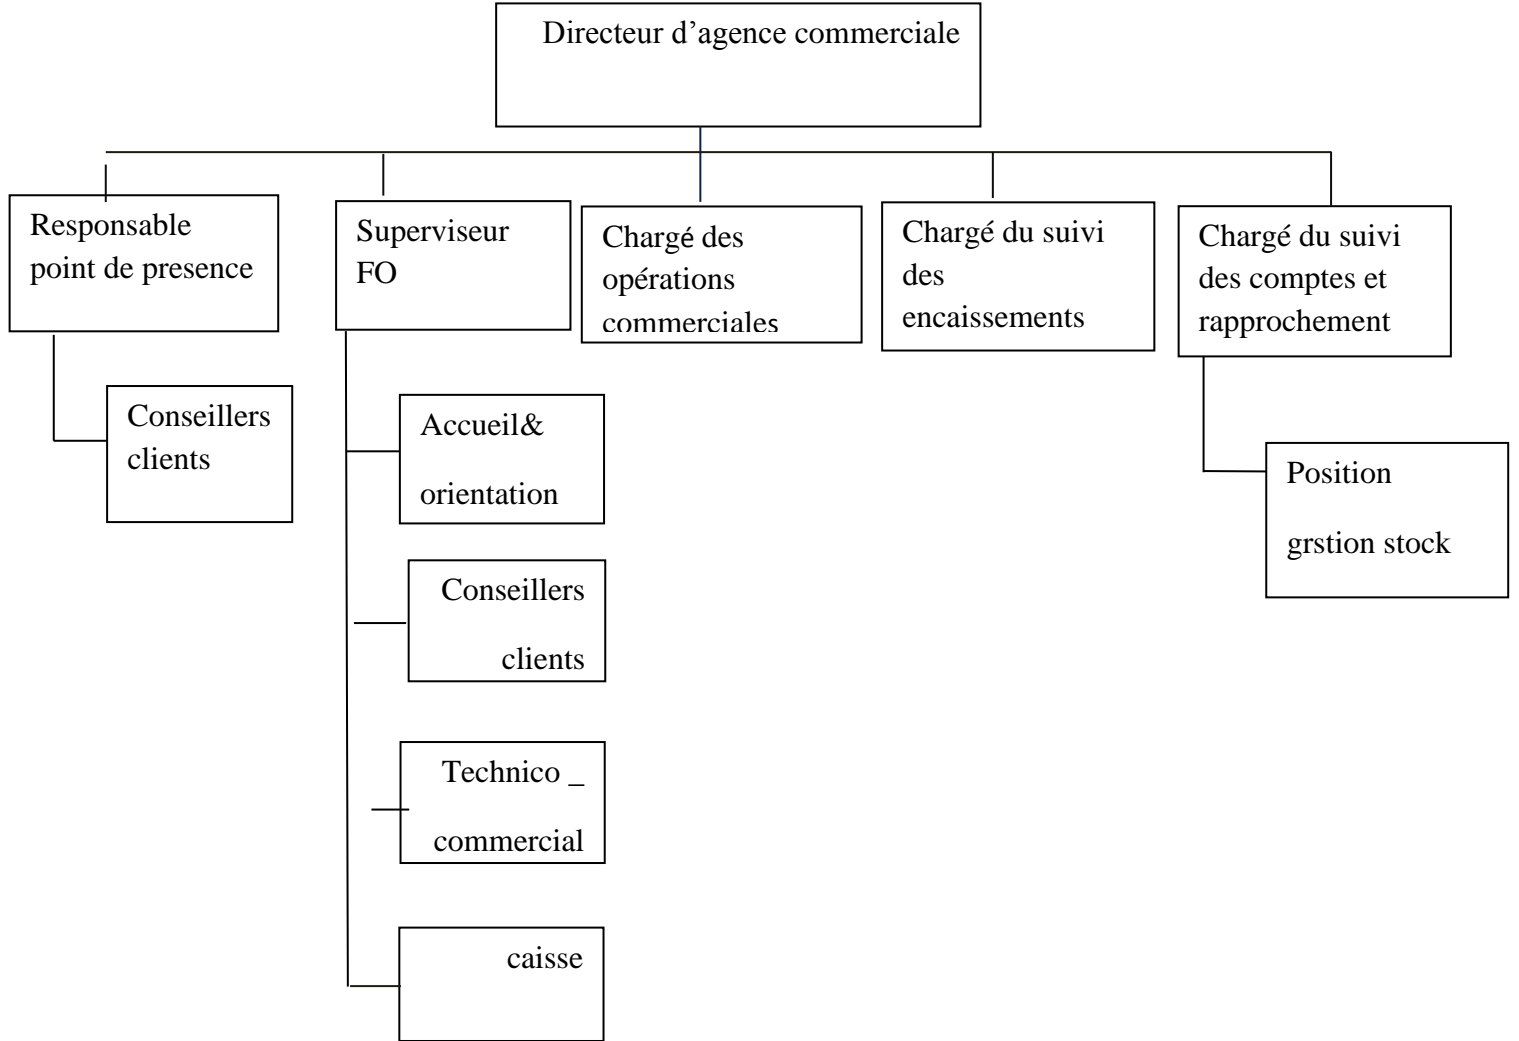 Directeur d’agence commerciale
Responsable
point de presence
Superviseur
FO
Chargé des
opérations
commerciales
Chargé du suivi
des
encaissements
Chargé du suivi
des comptes et
rapprochement
Conseillers
clients
Accueil&
orientation
Conseillers
clients
Technico _
commercial
caisse
Position
grstion stock